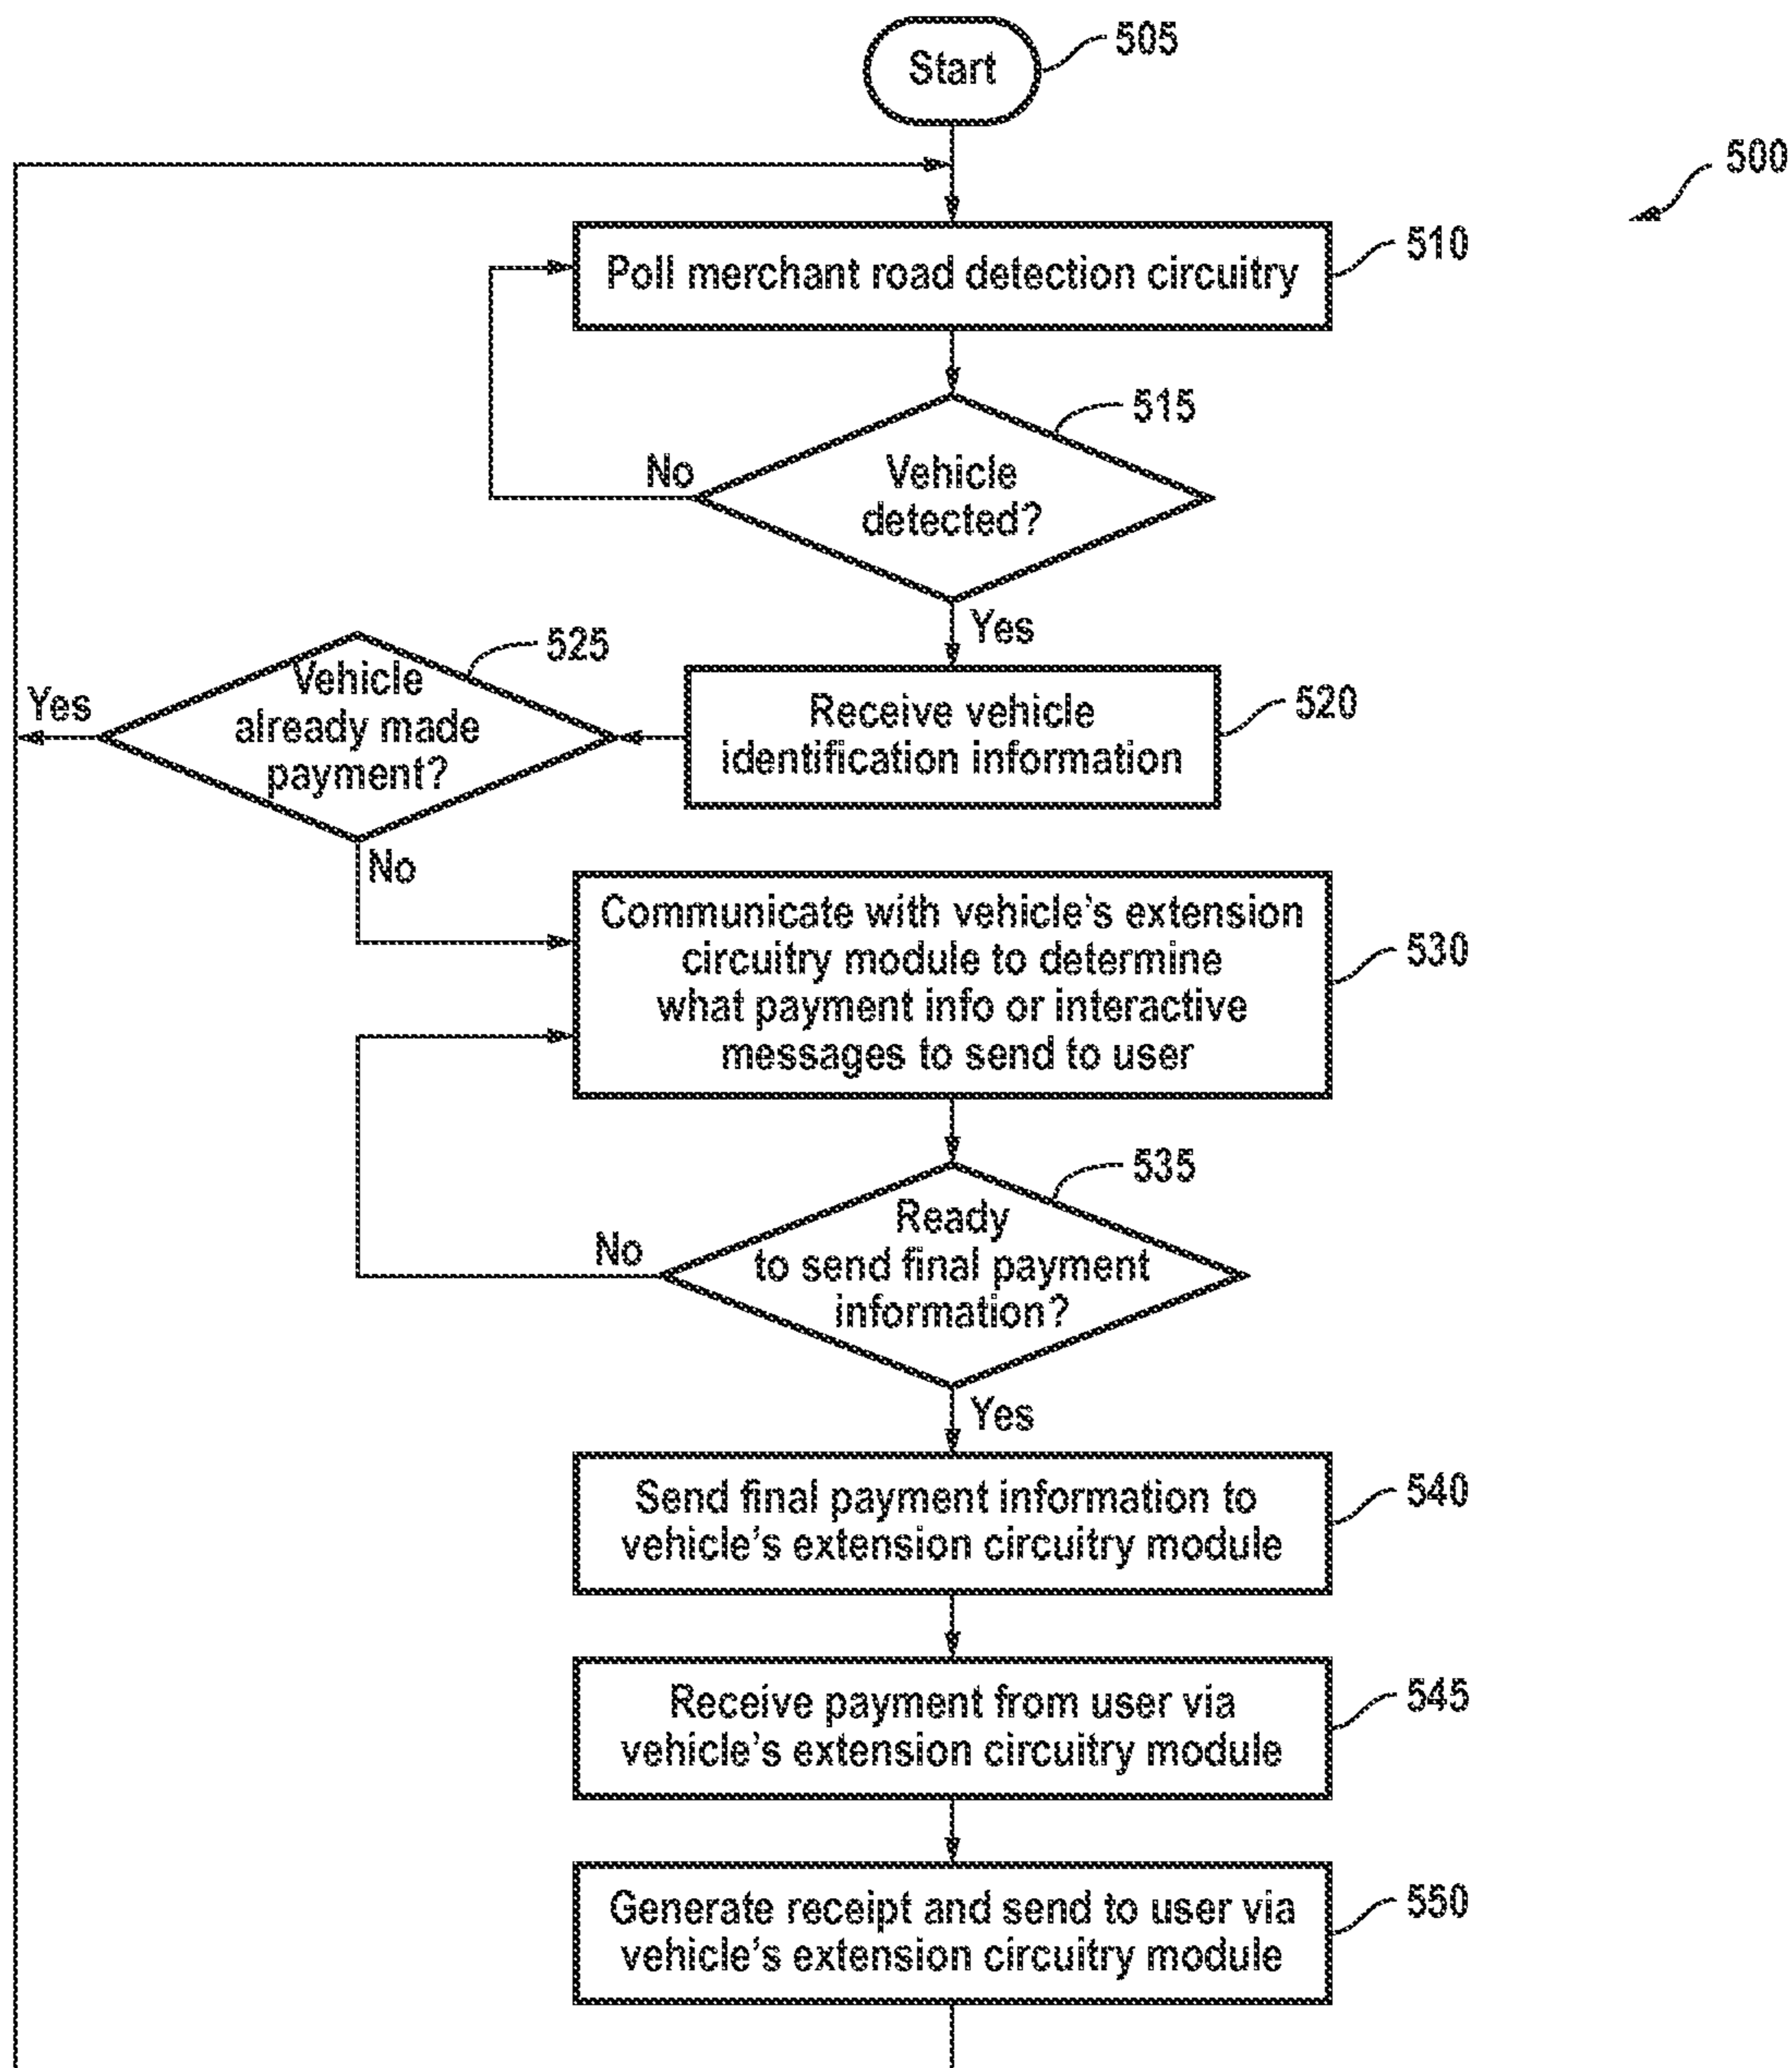 Start
505
500
Poll merchant road detection circuitry
510
515
Vehicle
detected?
No
Yes
525
Vehicle
already made
payment?
Yes
No
Receive vehicle
identification information
520
Communicate with vehicle's extension
circuitry module to determine
what payment info or interactive
messages to send to user
530
535
Ready
to send final payment
information?
No
Yes
Send final payment information to
vehicle's extension circuitry module
540
Receive payment from user via
vehicle's extension circuitry module
545
Generate receipt and send to user via
vehicle's extension circuitry module
550